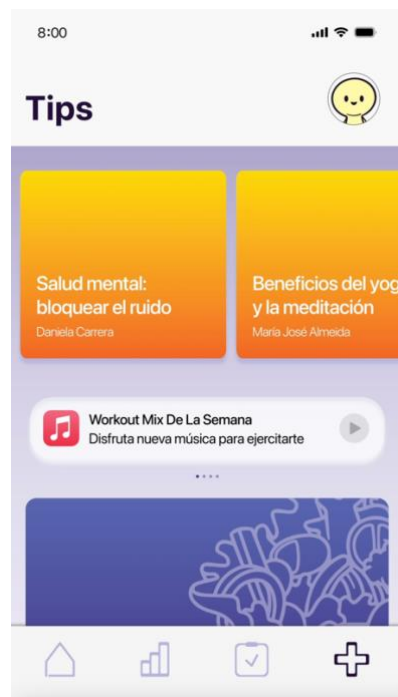 8:00
Tips
Salud mental:
bloquear el ruido
Daniela Carrera
Beneficios del yog
y la meditación
María José Almeida
Workout Mix De La Semana
Disfruta nueva música para ejercitarte